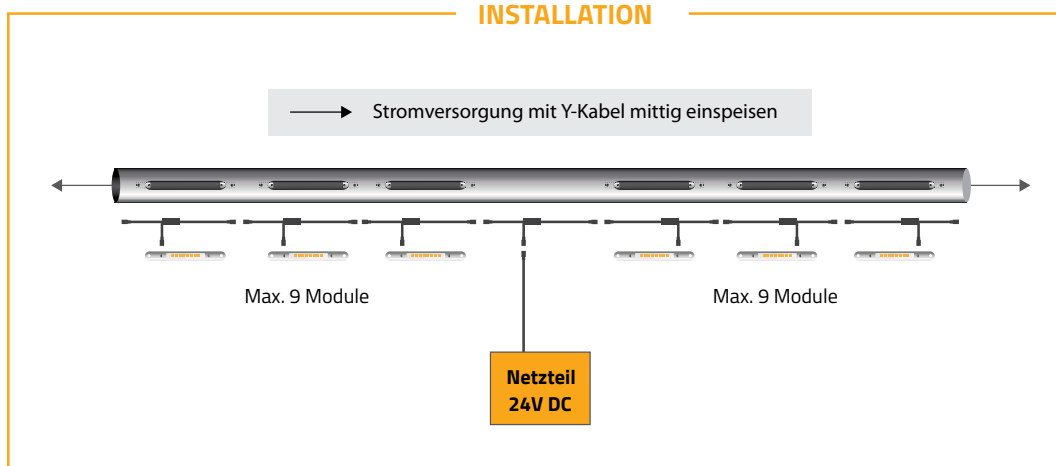 INSTALLATION
Stromversorgung mit Y-Kabel mittig einspeisen
Max. 9 Module
Max. 9 Module
Netzteil
24V DC